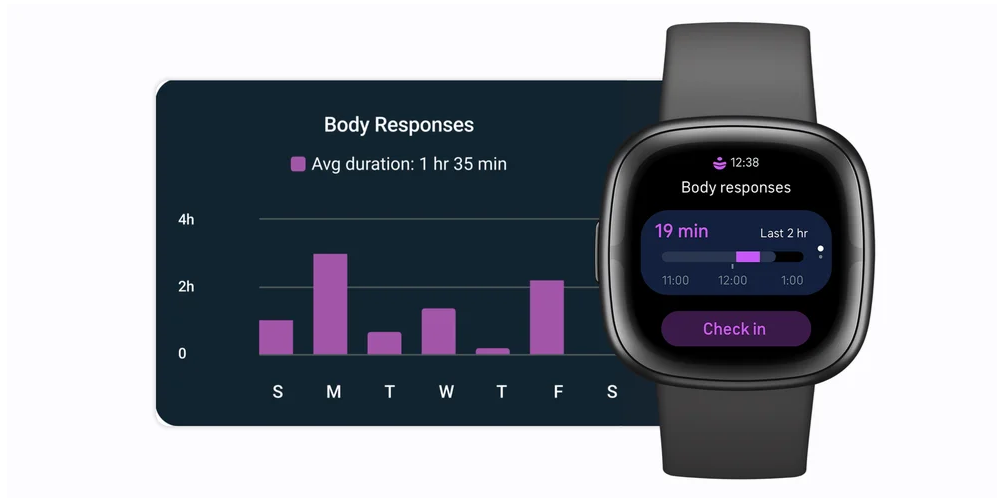 Body Responses
Avg duration: 1 hr 35 min
4h
2h
0
S M T W T F S
12:38
Body responses
19 min Last 2 hr
11:00 12:00 1:00
Check in